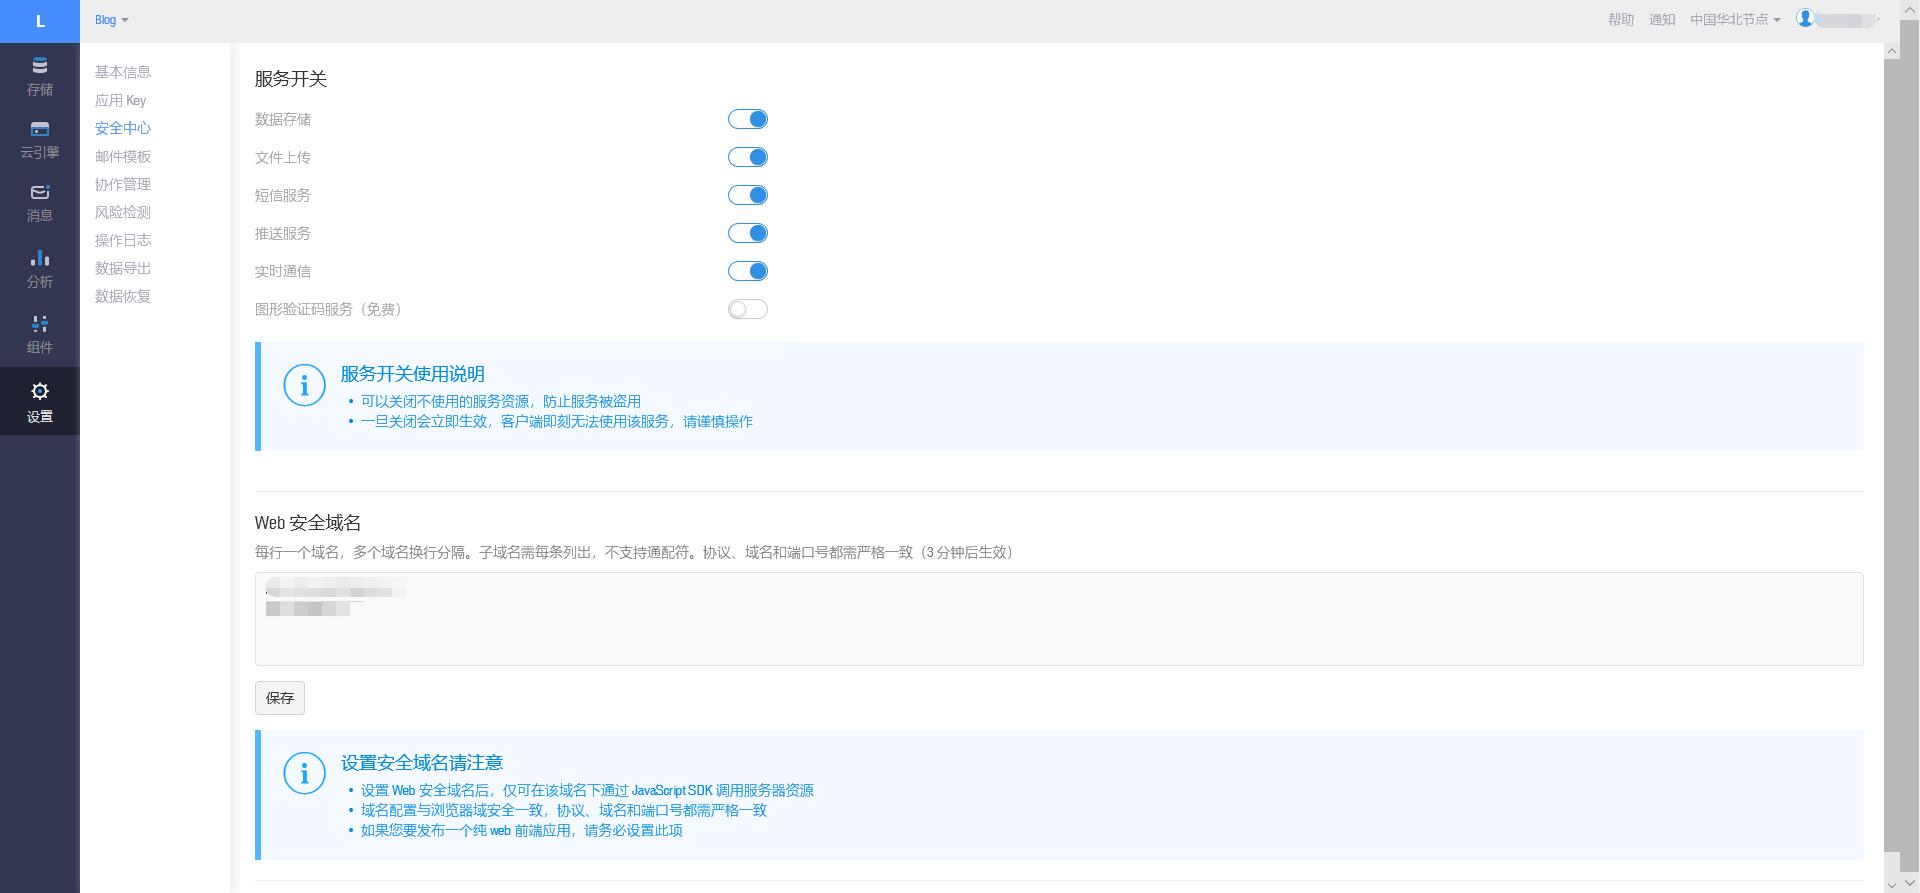 L
Blog
帮助 通知 中国华北节点
存储
云引擎
消息
分析
组件
设置
基本信息
应用 Key
安全中心
邮件模板
协作管理
风险检测
操作日志
数据导出
数据恢复
服务开关
数据存储
文件上传
短信服务
推送服务
实时通信
图形验证码服务（免费）
服务开关使用说明
• 可以关闭不使用的服务资源，防止服务被盗用
• 一旦关闭会立即生效，客户端即刻无法使用该服务，请谨慎操作
Web 安全域名
每行一个域名，多个域名换行分隔。子域名需每条列出，不支持通配符。协议、域名和端口号都需严格一致（3 分钟后生效）
保存
设置安全域名请注意
• 设置 Web 安全域名后，仅可在该域名下通过 JavaScript SDK 调用服务器资源
• 域名配置与浏览器域安全一致，协议、域名和端口号都需严格一致
• 如果您要发布一个纯 web 前端应用，请务必设置此项